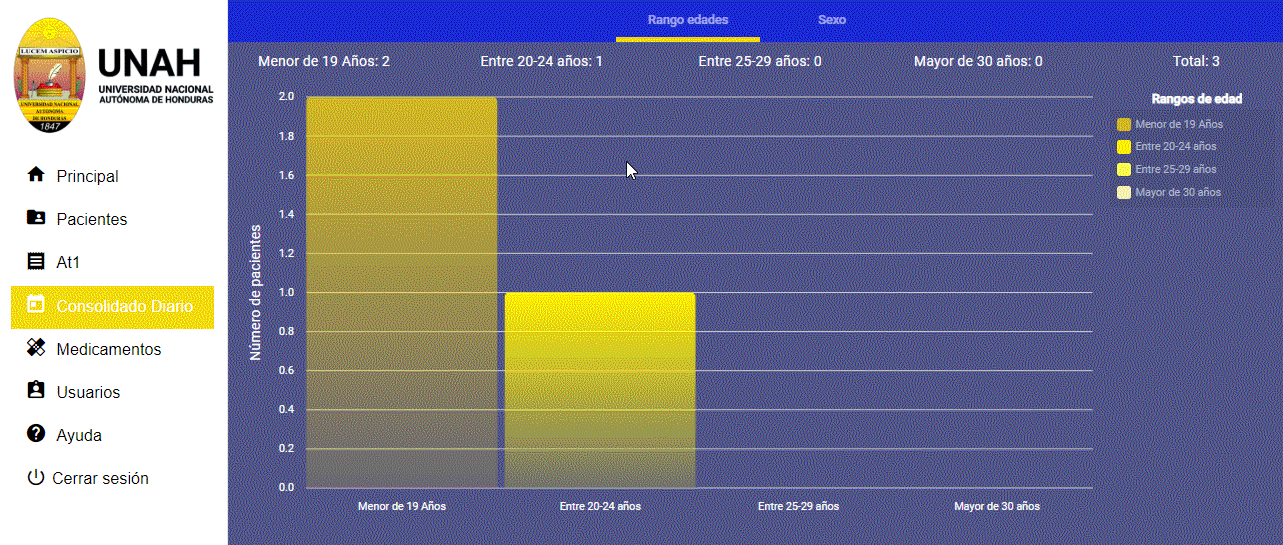 LUCEM ASPICIO
UNIVERSIDAD NACIONAL
AUTONOMA
DE HONDURAS
1847
UNAH
UNIVERSIDAD NACIONAL
AUTÓNOMA DE HONDURAS
Principal
Pacientes
At1
Consolidado Diario
Medicamentos
Usuarios
Ayuda
Cerrar sesión
Rango edades
Sexo
Menor de 19 Años: 2
Entre 20-24 años: 1
Entre 25-29 años: 0
Mayor de 30 años: 0
Total: 3
Número de pacientes
2.0
1.8
1.6
1.4
1.2
1.0
0.8
0.6
0.4
0.2
0.0
Menor de 19 Años
Entre 20-24 años
Entre 25-29 años
Mayor de 30 años
Rangos de edad
Menor de 19 Años
Entre 20-24 años
Entre 25-29 años
Mayor de 30 años